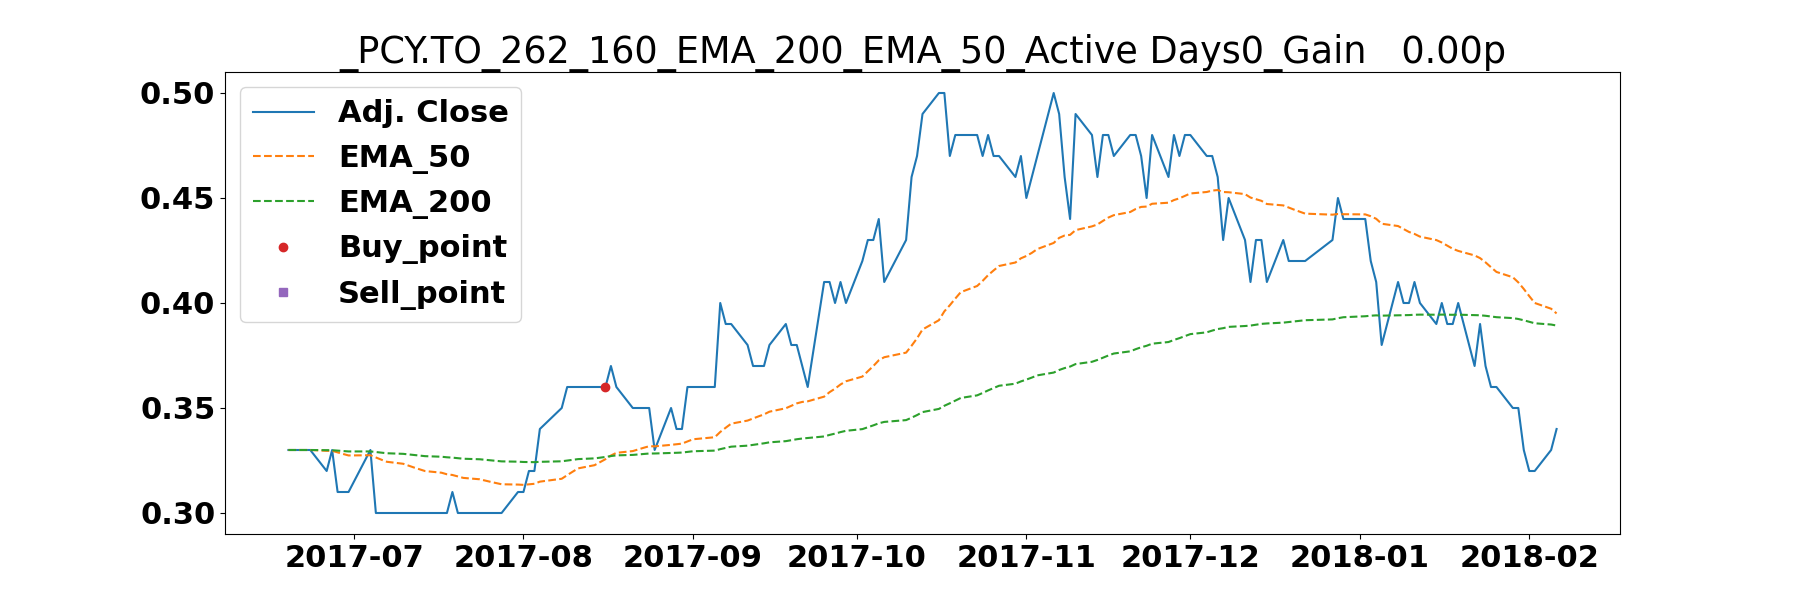 _PCY.TO_262_160_EMA_200_EMA_50_Active Days0_Gain   0.00p
0.50
0.45
0.40
0.35
0.30
Adj. Close
EMA_50
EMA_200
Buy_point
Sell_point
2017-07 2017-08 2017-09 2017-10 2017-11 2017-12 2018-01 2018-02